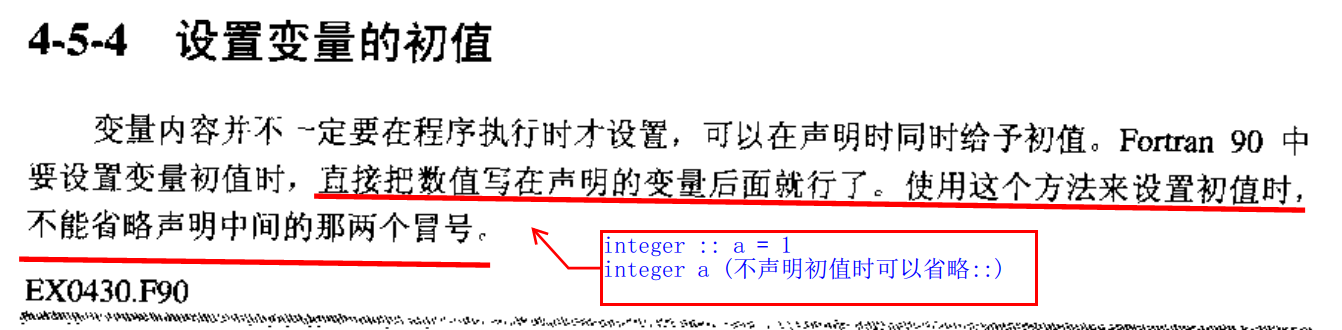 4-5-4 设置变量的初值
变量内容并不一定要在程序执行时才设置，可以在声明时同时给予初值。Fortran 90 中
要设置变量初值时，直接把数值写在声明的变量后面就行了。使用这个方法来设置初值时，
不能省略声明中间的那两个冒号。
integer :: a = 1
integer a (不声明初值时可以省略::)
EX0430.F90